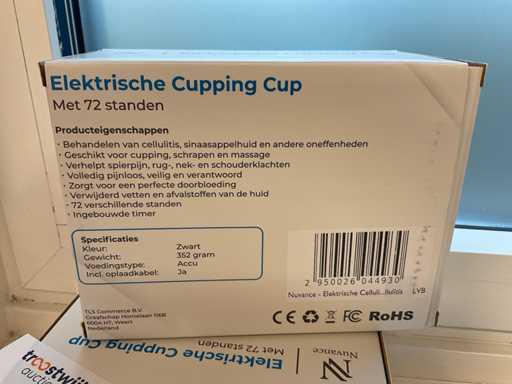 Elektrische Cupping Cup
Met 72 standen
Producteigenschappen
• Behandelen van cellulitis, sinaasappelhuid en andere oneffenheden
• Geschikt voor cupping, schrapen en massage
• Verhelpt spierpijn, rug-, nek- en schouderklachten
• Volledig pijnloos, veilig en verantwoord
• Zorgt voor een perfecte doorbloeding
• Verwijderd vetten en afvalstoffen van de huid
• 72 verschillende standen
• Ingebouwde timer
Specificaties
Kleur: Zwart
Gewicht: 352 gram
Voedingstype: Accu
Incl. oplaadkabel: Ja
2 950026 044930
Nuvance - Elektrische Celluli...llulitis LVB
TLS Commerce B.V.
Graafschap Hornelaan
Weert
Nederland
CE FC RoHS
Elektrische Cupping Cup
Met 72 standen
N
Nuvance
troostwijk